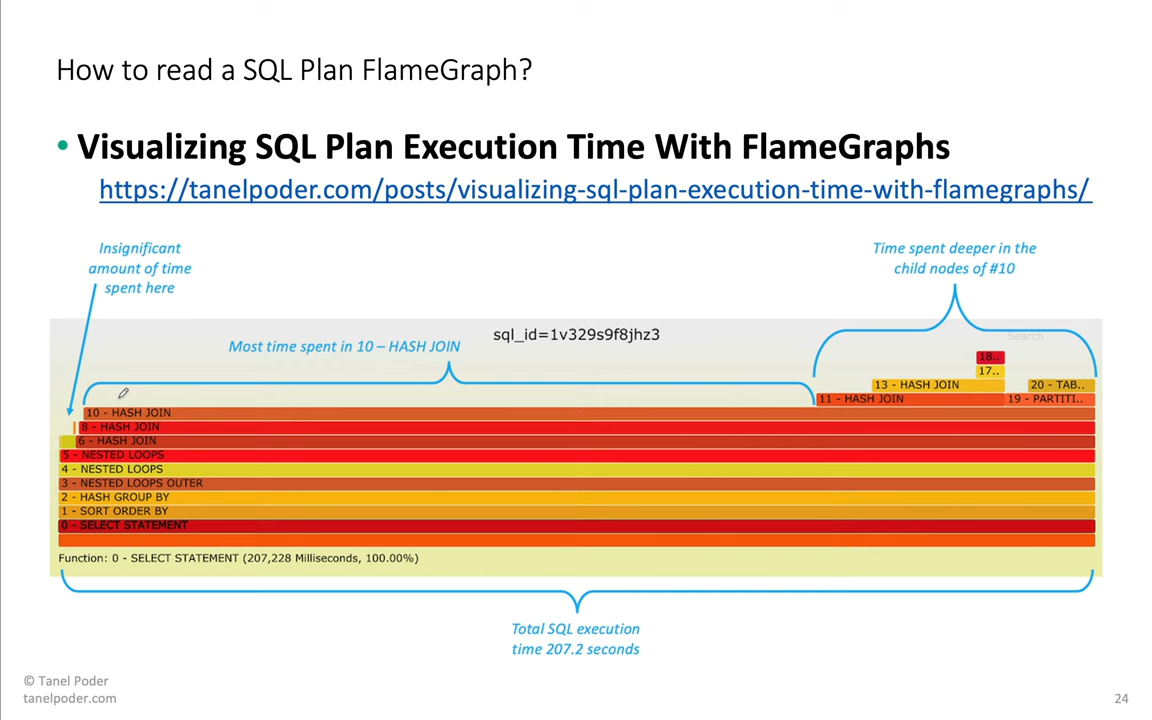 How to read a SQL Plan FlameGraph?
• Visualizing SQL Plan Execution Time With FlameGraphs
https://tanelpoder.com/posts/visualizing-sql-plan-execution-time-with-flamegraphs/
Insignificant
amount of time
spent here
Time spent deeper in the
child nodes of #10
sql_id=1v329s9f8jhz3
Search
Most time spent in 10 – HASH JOIN
18..
17..
13 - HASH JOIN
20 - TAB..
11 - HASH JOIN
19 - PARTITI..
10 - HASH JOIN
8 - HASH JOIN
6 - HASH JOIN
5 - NESTED LOOPS
4 - NESTED LOOPS
3 - NESTED LOOPS OUTER
2 - HASH GROUP BY
1 - SORT ORDER BY
0 - SELECT STATEMENT
Function: 0 - SELECT STATEMENT (207,228 Milliseconds, 100.00%)
Total SQL execution
time 207.2 seconds
© Tanel Poder
tanelpoder.com
24